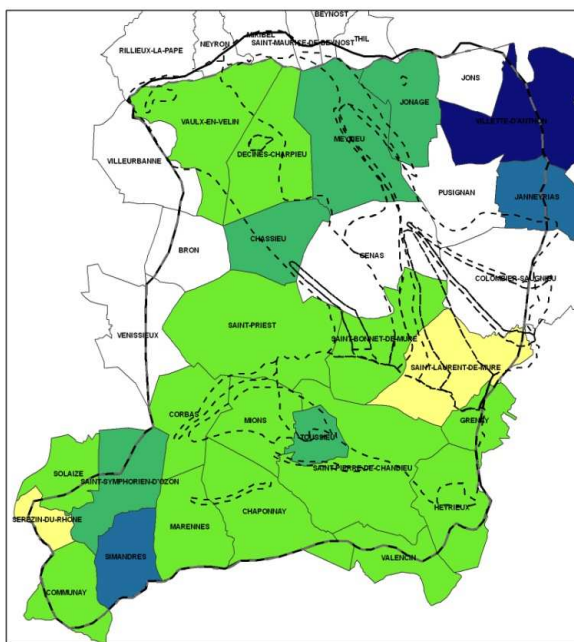 BEYNOST
MIRIBEL
THIL
NEYRON
SAINT-MAURICE-DE-BEYNOST
RILLIEUX-LA-PAPE
JONS
JONAGE
VAULX-EN-VELIN
VILLETTE-D'ANTHON
MEYZIEU
DECINES-CHARPIEU
VILLEURBANNE
PUSIGNAN
JANNEYRIAS
CHASSIEU
BRON
GENAS
COLOMBIER-SAUGNIEU
SAINT-PRIEST
VENISSIEUX
SAINT-BONNET-DE-MURE
SAINT-LAURENT-DE-MURE
CORBAS
MIONS
GRENAY
TOUSSIEU
SOLAIZE
SAINT-PIERRE-DE-CHANDIEU
SAINT-SYMPHORIEN-D'OZON
HEYRIEUX
CHAPONNAY
SEREZIN-DU-RHONE
MARENNES
SIMANDRES
VALENCIN
COMMUNAY